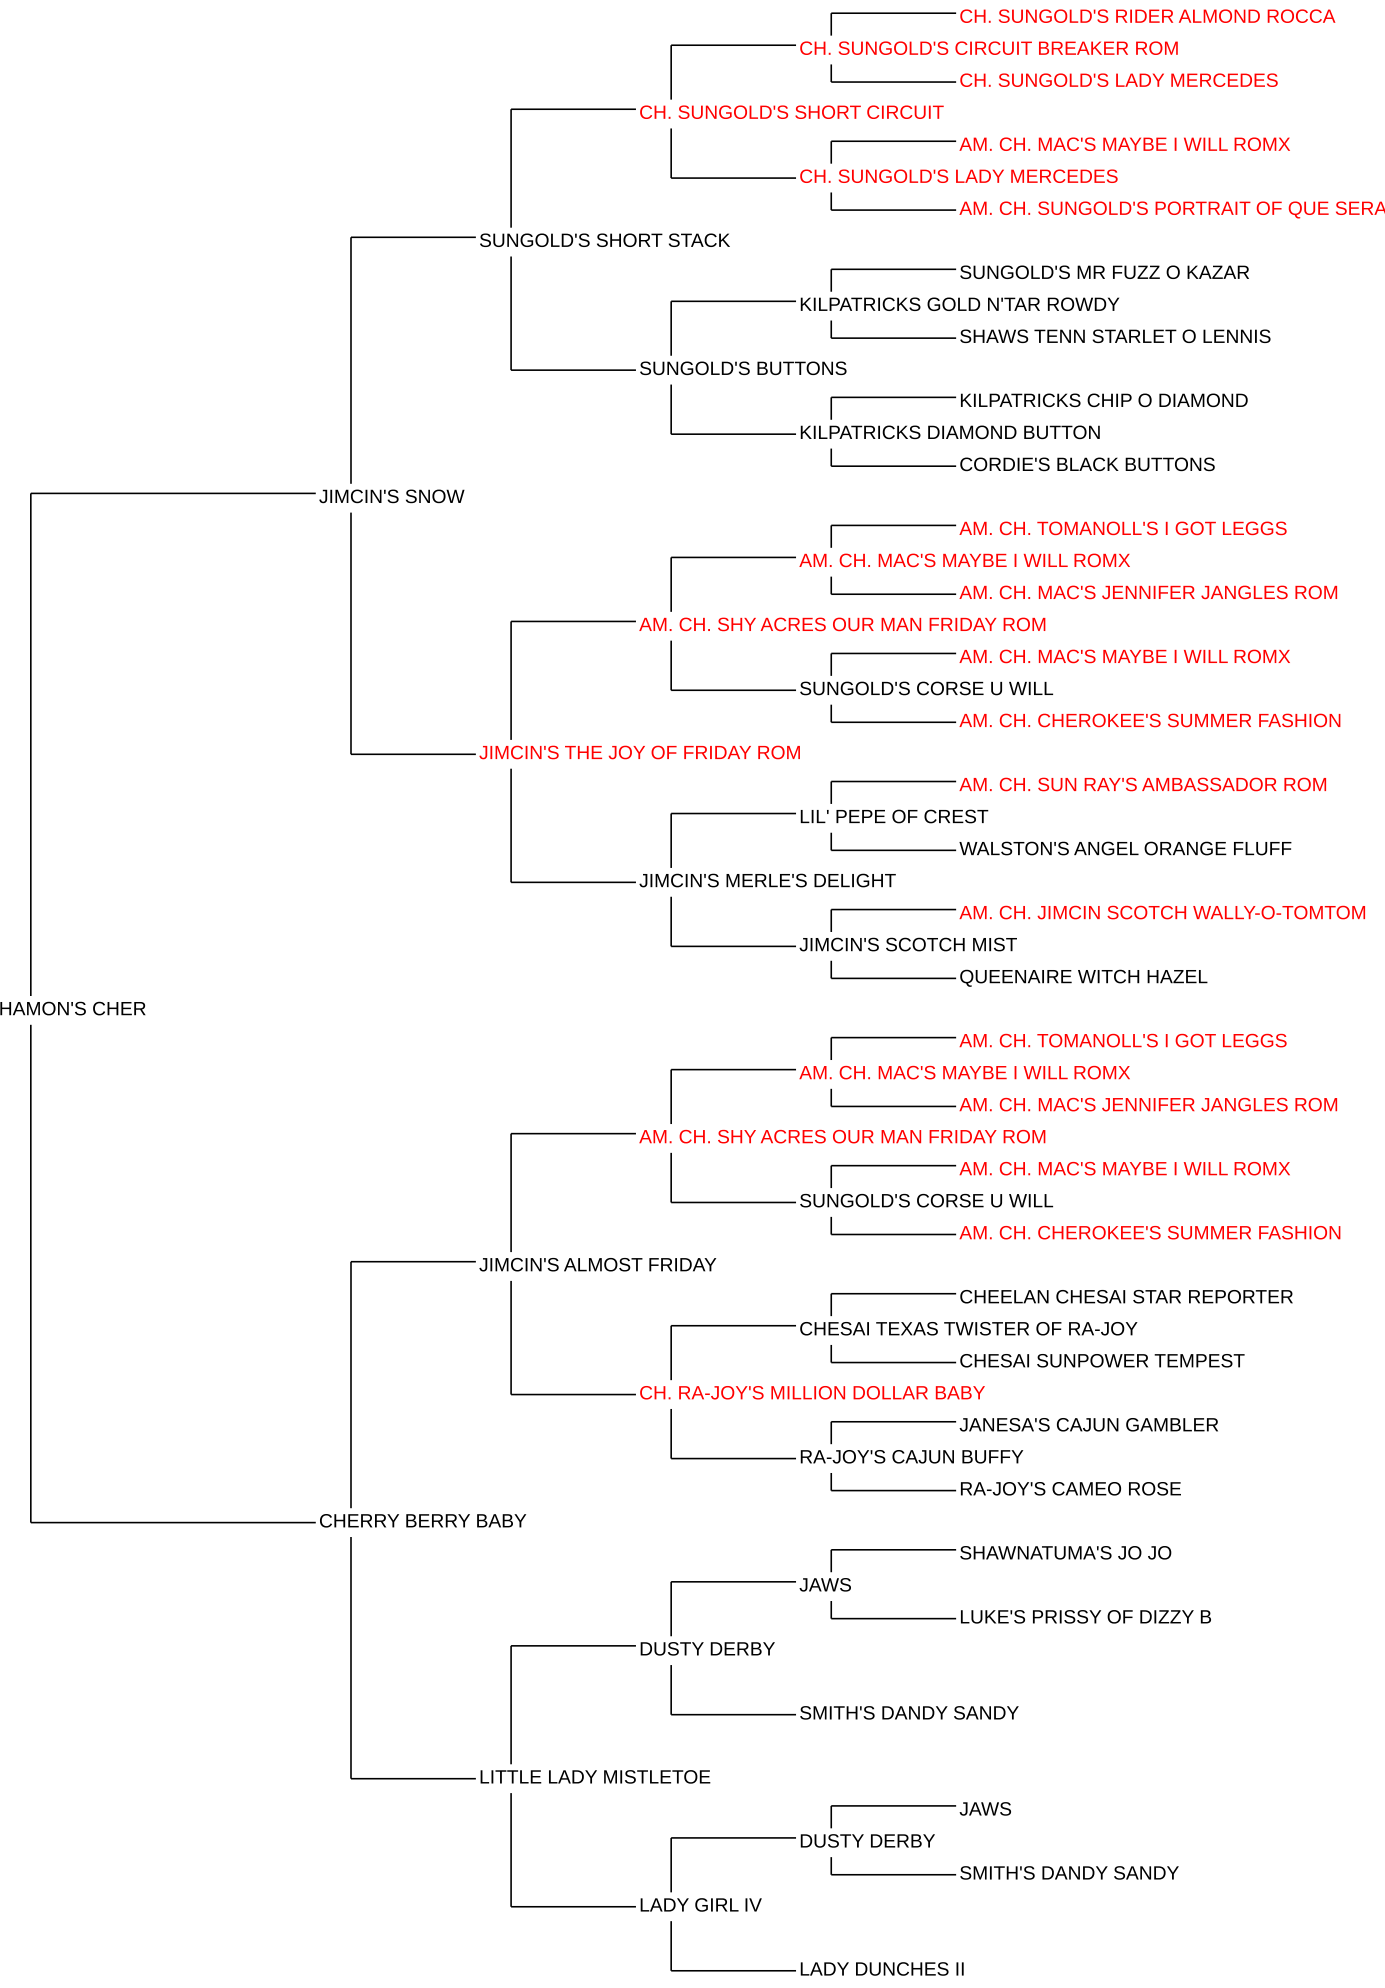 CH. SUNGOLD'S RIDER ALMOND ROCCA
CH. SUNGOLD'S CIRCUIT BREAKER ROM
CH. SUNGOLD'S LADY MERCEDES
CH. SUNGOLD'S SHORT CIRCUIT
AM. CH. MAC'S MAYBE I WILL ROMX
CH. SUNGOLD'S LADY MERCEDES
AM. CH. SUNGOLD'S PORTRAIT OF QUE SERA
SUNGOLD'S SHORT STACK
SUNGOLD'S MR FUZZ O KAZAR
KILPATRICKS GOLD N'TAR ROWDY
SHAWS TENN STARLET O LENNIS
SUNGOLD'S BUTTONS
KILPATRICKS CHIP O DIAMOND
KILPATRICKS DIAMOND BUTTON
CORDIE'S BLACK BUTTONS
JIMCIN'S SNOW
AM. CH. TOMANOLL'S I GOT LEGGS
AM. CH. MAC'S MAYBE I WILL ROMX
AM. CH. MAC'S JENNIFER JANGLES ROM
AM. CH. SHY ACRES OUR MAN FRIDAY ROM
AM. CH. MAC'S MAYBE I WILL ROMX
SUNGOLD'S CORSE U WILL
AM. CH. CHEROKEE'S SUMMER FASHION
JIMCIN'S THE JOY OF FRIDAY ROM
AM. CH. SUN RAY'S AMBASSADOR ROM
LIL' PEPE OF CREST
WALSTON'S ANGEL ORANGE FLUFF
JIMCIN'S MERLE'S DELIGHT
AM. CH. JIMCIN SCOTCH WALLY-O-TOMTOM
JIMCIN'S SCOTCH MIST
QUEENAIRE WITCH HAZEL
HAMON'S CHER
AM. CH. TOMANOLL'S I GOT LEGGS
AM. CH. MAC'S MAYBE I WILL ROMX
AM. CH. MAC'S JENNIFER JANGLES ROM
AM. CH. SHY ACRES OUR MAN FRIDAY ROM
AM. CH. MAC'S MAYBE I WILL ROMX
SUNGOLD'S CORSE U WILL
AM. CH. CHEROKEE'S SUMMER FASHION
JIMCIN'S ALMOST FRIDAY
CHEELAN CHESAI STAR REPORTER
CHESAI TEXAS TWISTER OF RA-JOY
CHESAI SUNPOWER TEMPEST
CH. RA-JOY'S MILLION DOLLAR BABY
JANESA'S CAJUN GAMBLER
RA-JOY'S CAJUN BUFFY
RA-JOY'S CAMEO ROSE
CHERRY BERRY BABY
SHAWNATUMA'S JO JO
JAWS
LUKE'S PRISSY OF DIZZY B
DUSTY DERBY
SMITH'S DANDY SANDY
LITTLE LADY MISTLETOE
JAWS
DUSTY DERBY
SMITH'S DANDY SANDY
LADY GIRL IV
LADY DUNCHES II